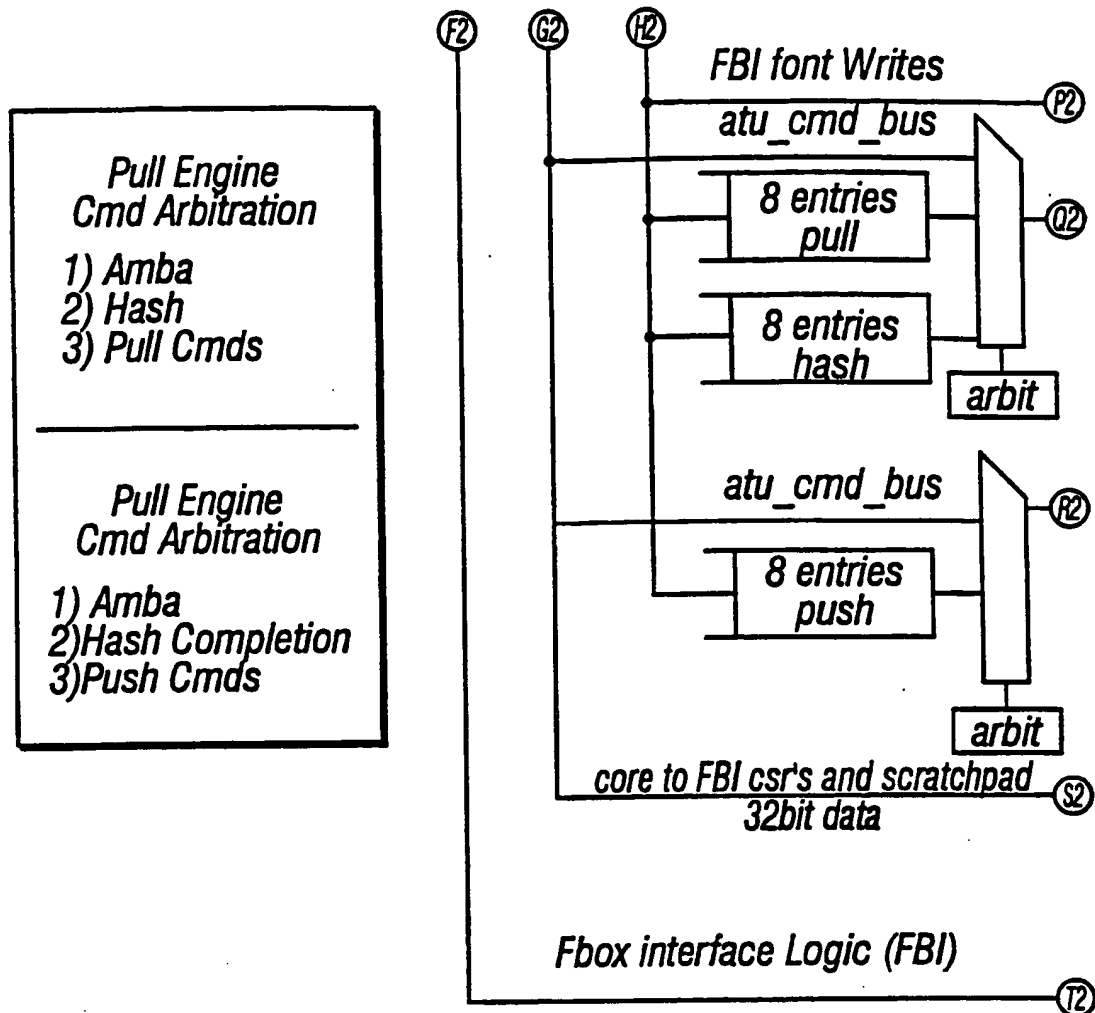 F2
G2
H2
FBI font Writes
P2
atu_cmd_bus
8 entries
pull
Q2
8 entries
hash
arbit
Pull Engine
Cmd Arbitration
1) Amba
2) Hash
3) Pull Cmds
Pull Engine
Cmd Arbitration
1) Amba
2)Hash Completion
3)Push Cmds
atu_cmd_bus
R2
8 entries
push
arbit
core to FBI csr's and scratchpad
32bit data
S2
Fbox interface Logic (FBI)
T2